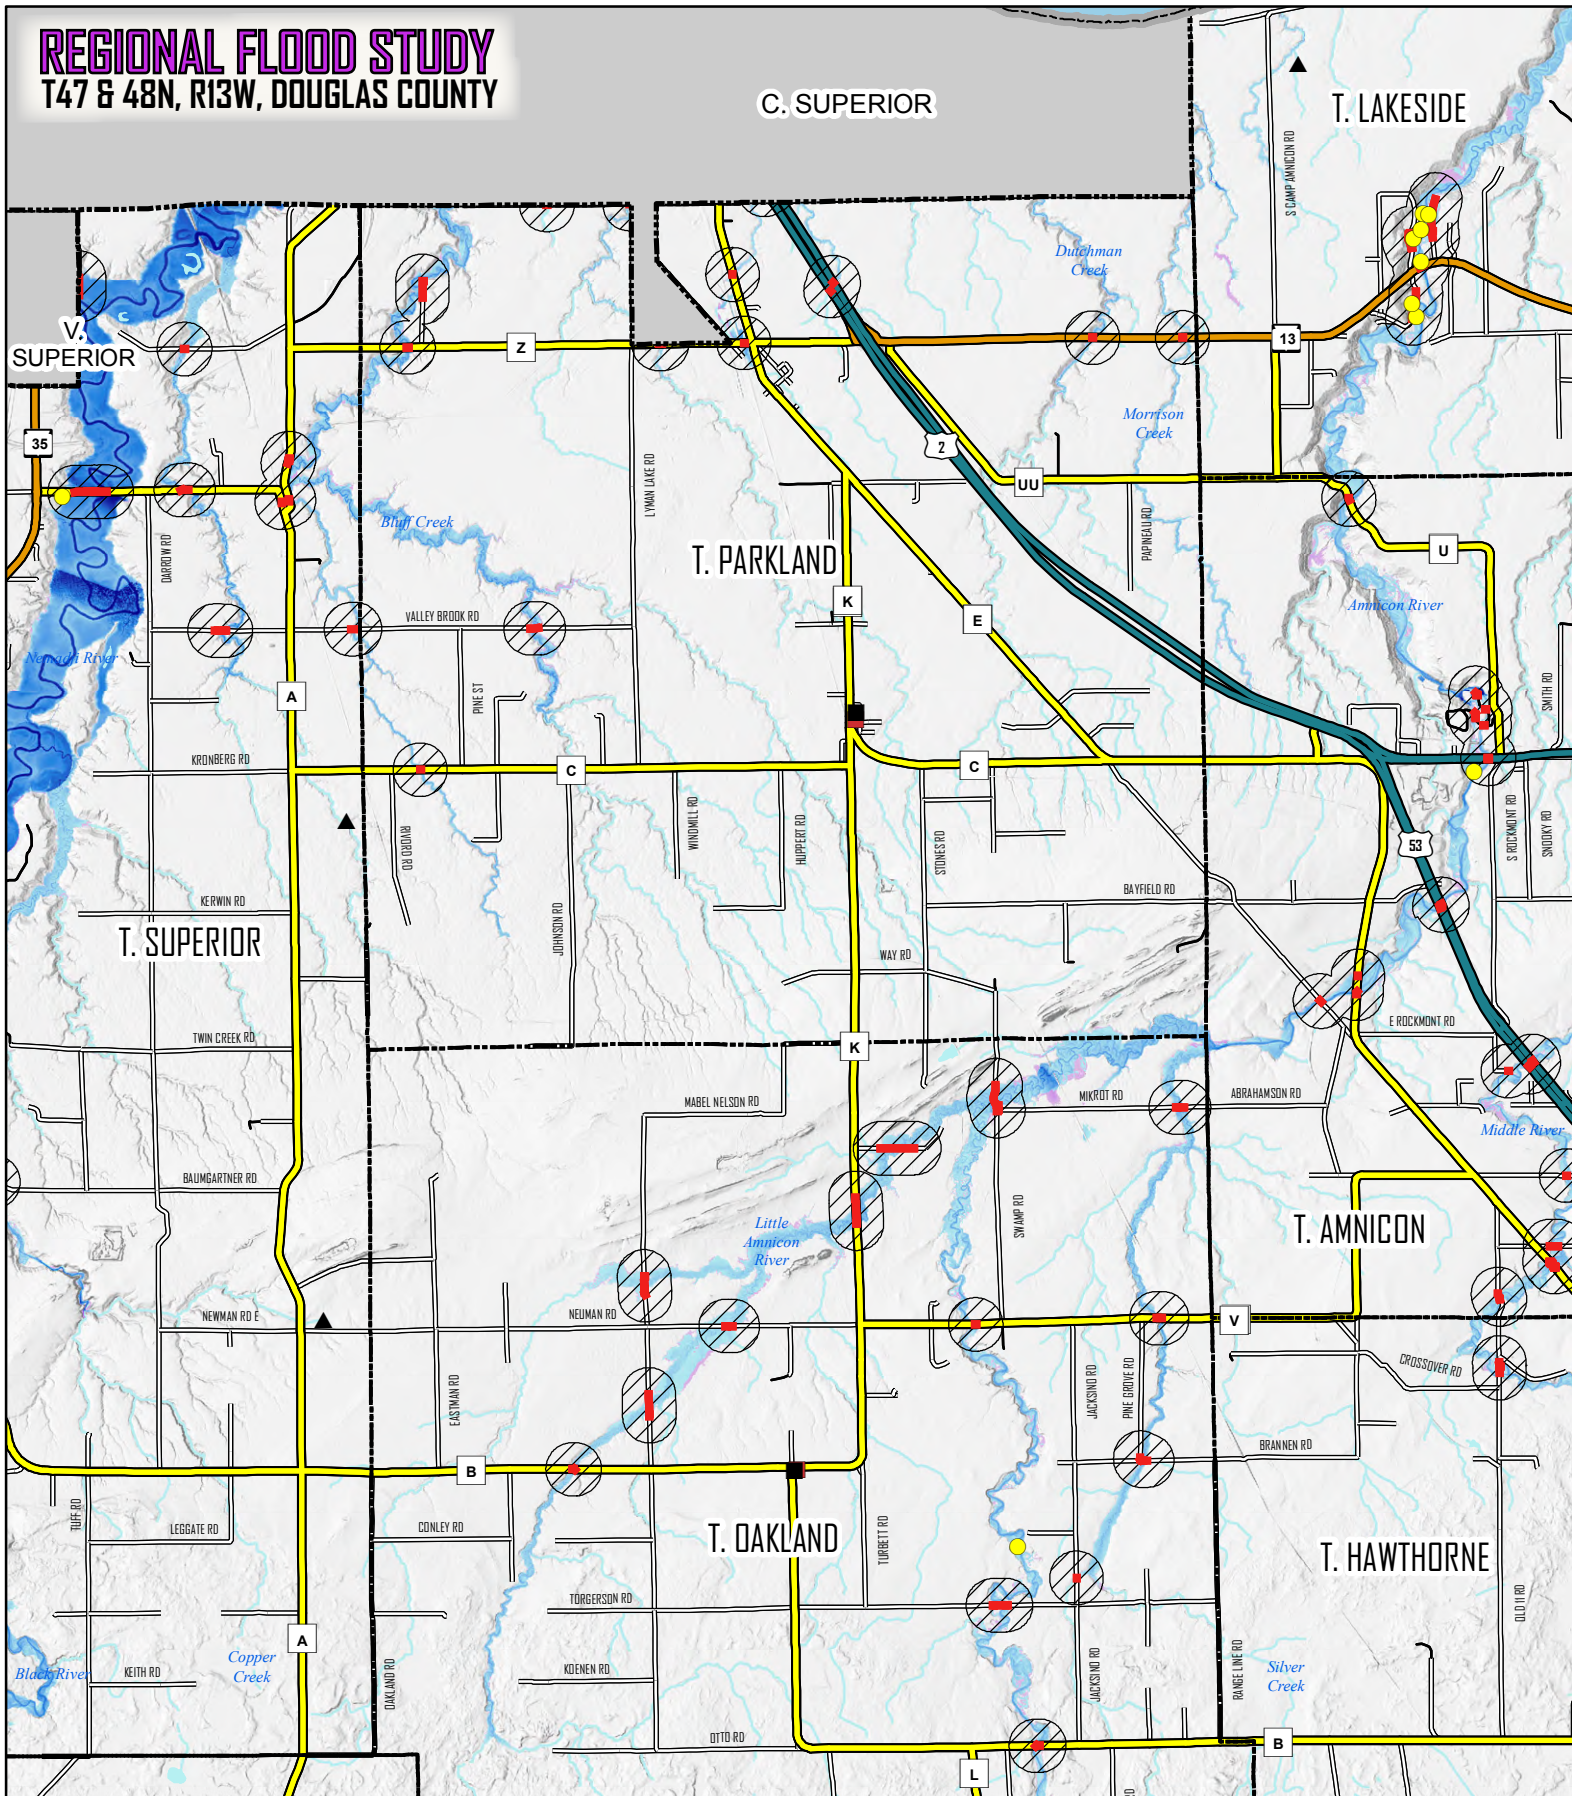 REGIONAL FLOOD STUDY
T47 & 48N, R13W, DOUGLAS COUNTY
C. SUPERIOR
T. LAKESIDE
S CAMP AMNICON RD
Dutchman
Creek
V.
SUPERIOR
Z
13
35
Morrison
Creek
2
LYMAN LAKE RD
UU
Bluff Creek
PAPINEAU RD
DARROW RD
T. PARKLAND
U
K
Amnicon River
VALLEY BROOK RD
E
Nemadji River
PINE ST
SMITH RD
A
KRONBERG RD
C
C
RIVORD RD
WINDMILL RD
HUPPERT RD
STONES RD
53
S ROCKMONT RD
SNOOKY RD
BAYFIELD RD
KERWIN RD
T. SUPERIOR
JOHNSON RD
WAY RD
TWIN CREEK RD
K
E ROCKMONT RD
MABEL NELSON RD
MIKROT RD
ABRAHAMSON RD
Middle River
BAUMGARTNER RD
SWAMP RD
Little
Amnicon
River
T. AMNICON
NEWMAN RD E
NEUMAN RD
V
EASTMAN RD
JACKSINO RD
PINE GROVE RD
CROSSOVER RD
BRANNEN RD
B
TUFF RD
LEGGATE RD
CONLEY RD
T. OAKLAND
TURBETT RD
T. HAWTHORNE
TORGERSON RD
OLD 11 RD
A
Black River
KEITH RD
Copper
Creek
OAKLAND RD
KOENEN RD
JACKSINO RD
RANGE LINE RD
Silver
Creek
OTTO RD
B
L
RD